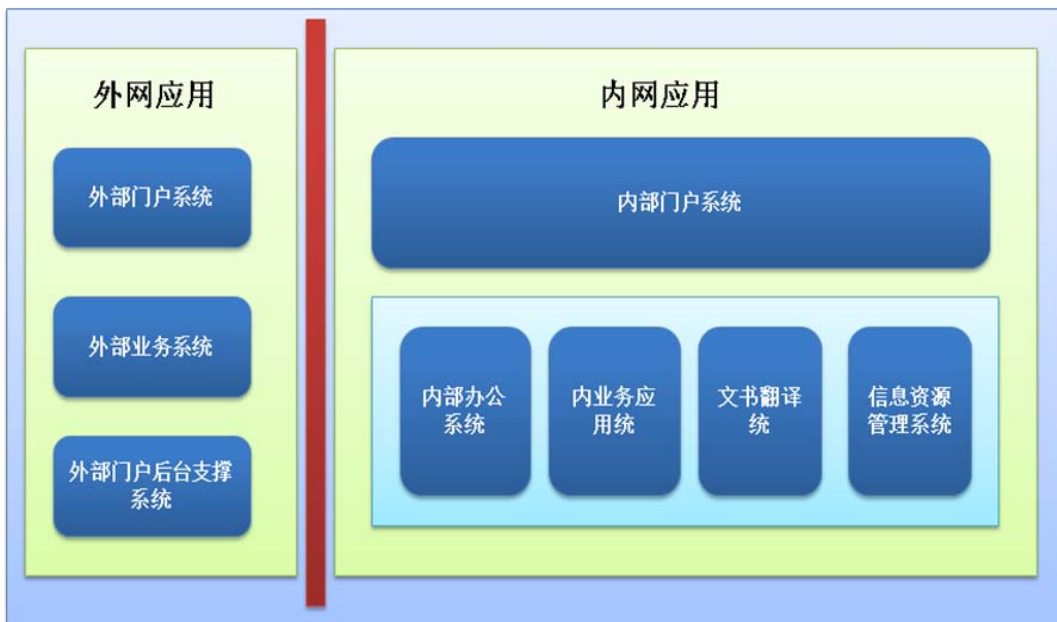 外网应用
外部门户系统
外部业务系统
外部门户后台支撑
系统
内网应用
内部门户系统
内部办公
系统
内业务应
用统
文书翻译
统
信息资源
管理系统